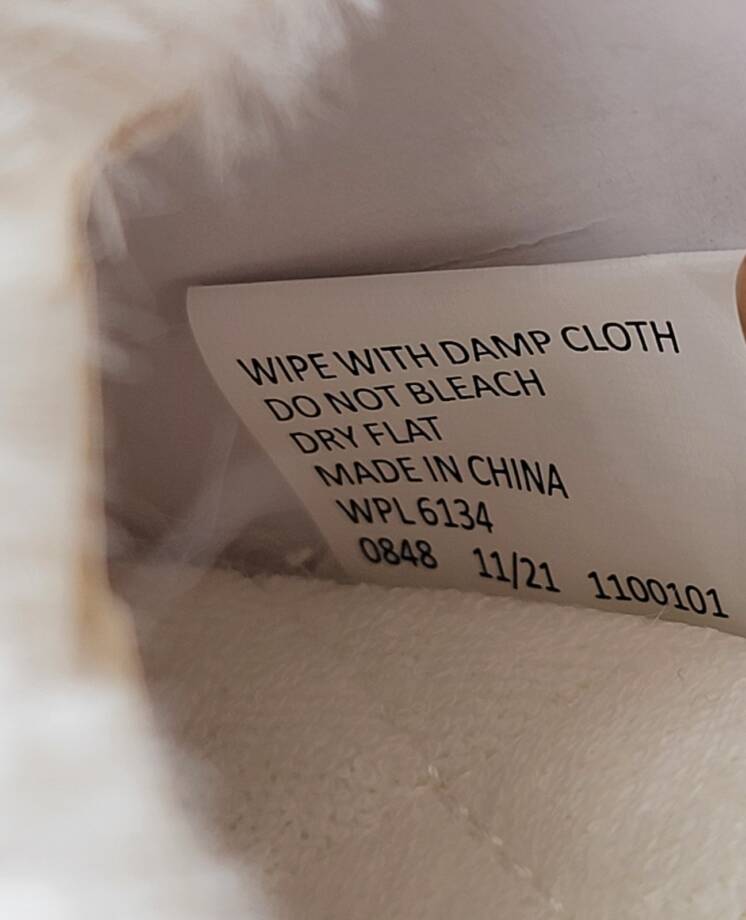 WIPE WITH DAMP CLOTH
DO NOT BLEACH
DRY FLAT
MADE IN CHINA
WPL 6134
0848 11/21 1100101